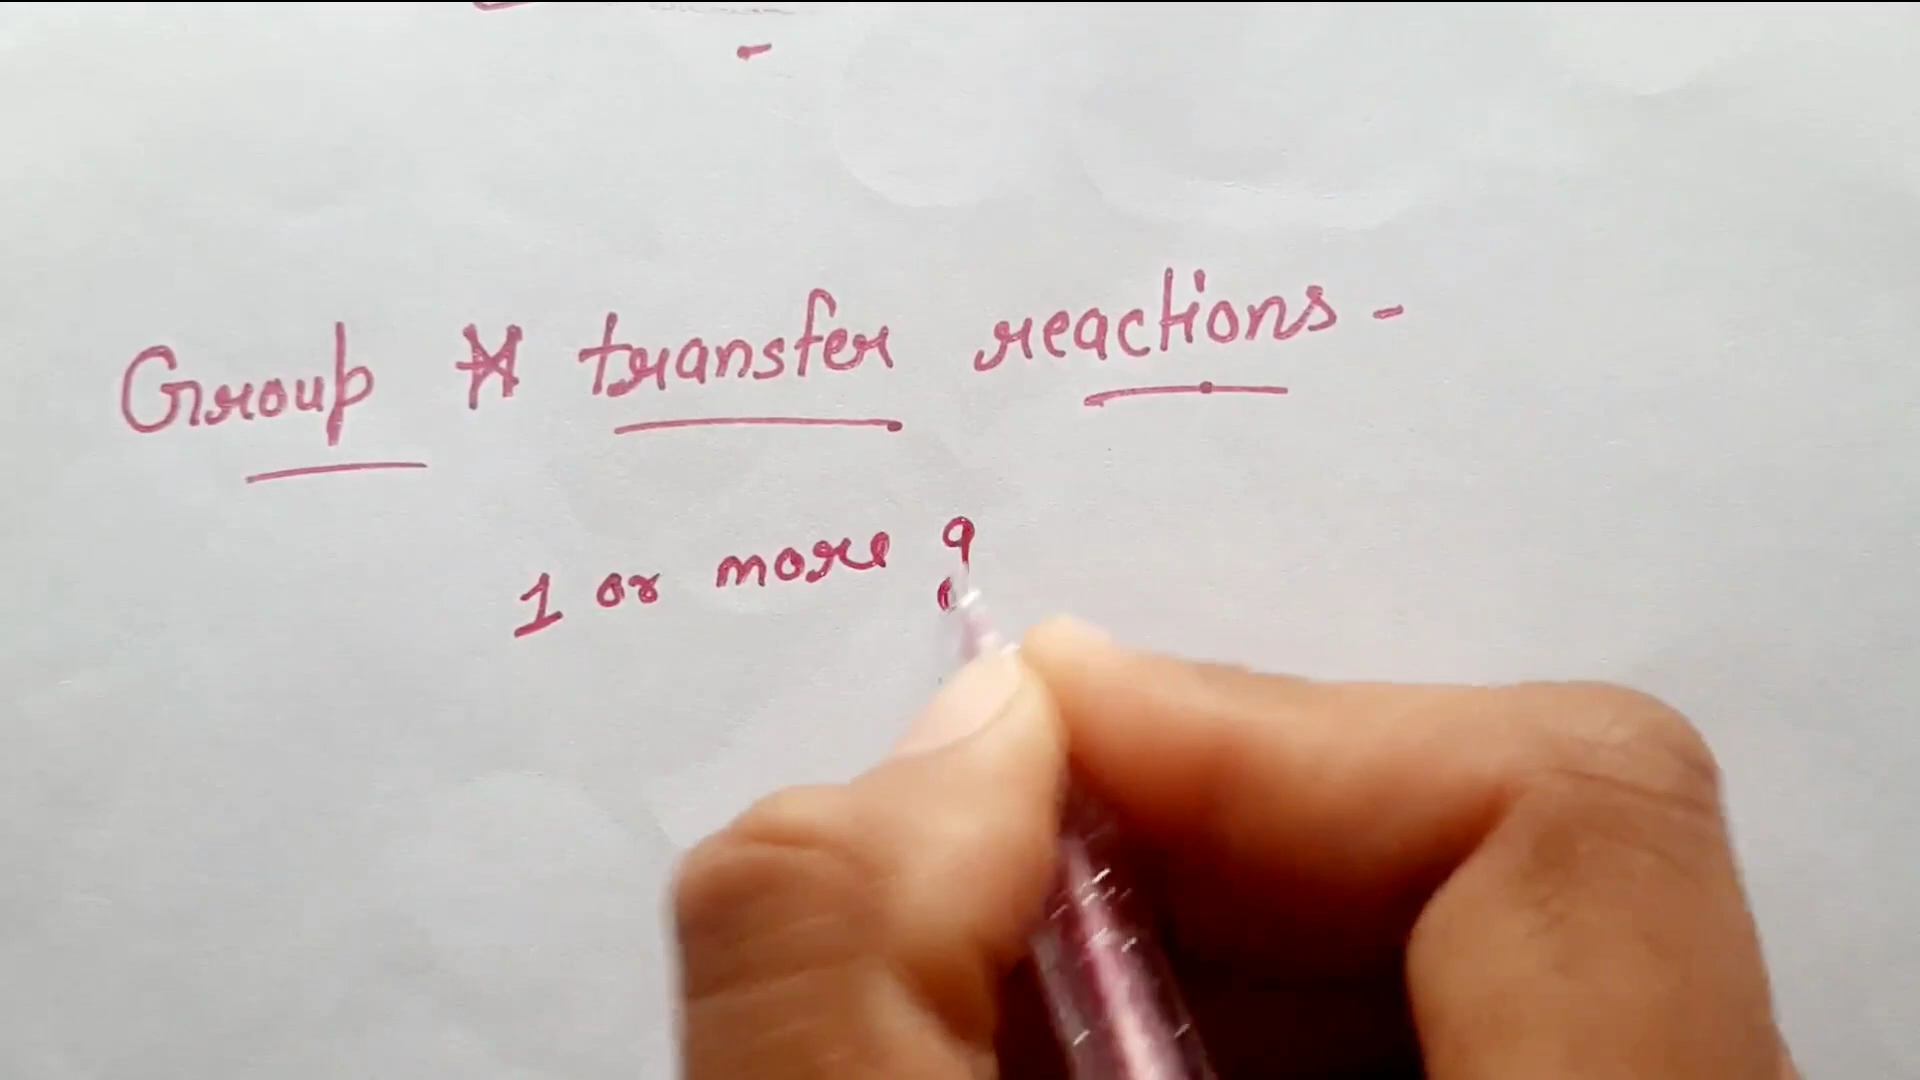 Group transfer reactions -
1 or more g